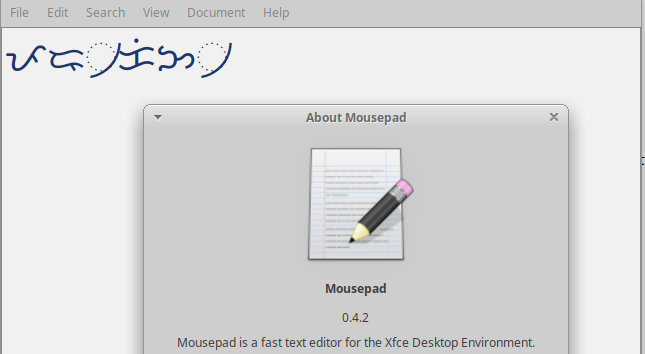 File Edit Search View Document Help
About Mousepad
Mousepad
0.4.2
Mousepad is a fast text editor for the Xfce Desktop Environment.